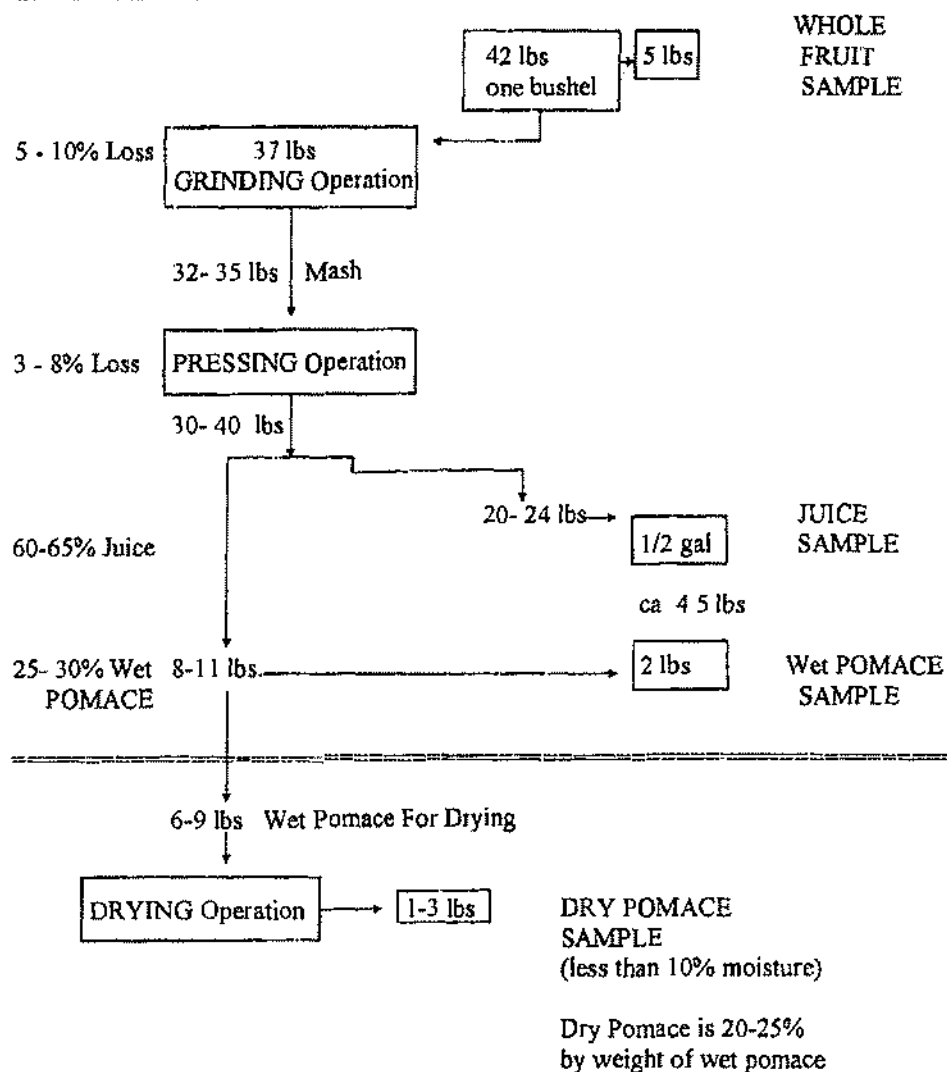 WHOLE
FRUIT
SAMPLE
42 lbs
one bushel
5 lbs
5 - 10% Loss
37 lbs
GRINDING Operation
32- 35 lbs Mash
3 - 8% Loss
PRESSING Operation
30- 40 lbs
20- 24 lbs
1/2 gal
JUICE
SAMPLE
60-65% Juice
ca 4 5 lbs
25- 30% Wet
POMACE
8-11 lbs
2 lbs
Wet POMACE
SAMPLE
6-9 lbs Wet Pomace For Drying
DRYING Operation
1-3 lbs
DRY POMACE
SAMPLE
(less than 10% moisture)
Dry Pomace is 20-25%
by weight of wet pomace